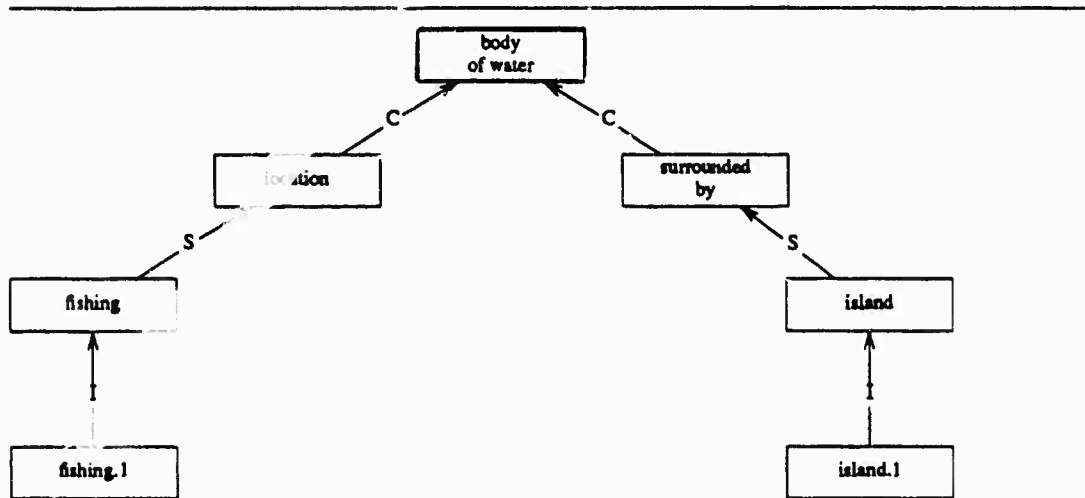 body
of water
C
C
location
surrounded
by
S
S
fishing
island
I
I
fishing.1
island.1